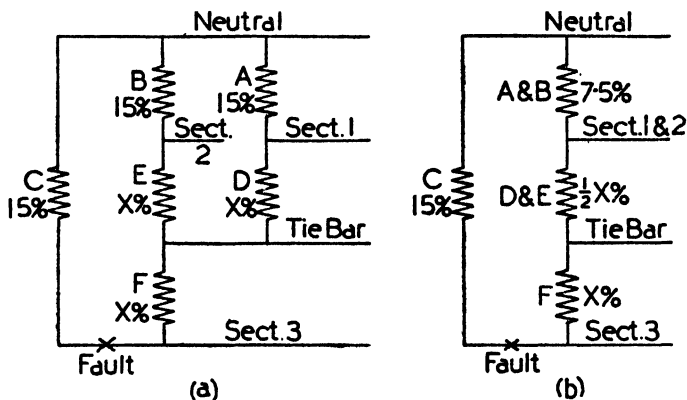 Neutral
B
15%
A
15%
Sect.
2
Sect.1
C
15%
E
X%
D
X%
Tie Bar
F
X%
Sect.3
Fault
(a)
Neutral
A&B 7·5%
Sect.1&2
C
15%
D&E ½X%
Tie Bar
F X%
Sect.3
Fault
(b)